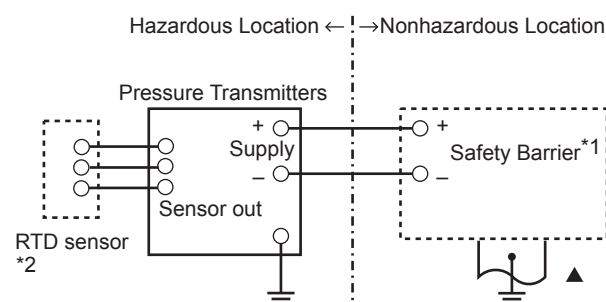 Hazardous Location ← → Nonhazardous Location
Pressure Transmitters
+
Supply
–
Sensor out
+
Safety Barrier*1
–
RTD sensor
*2